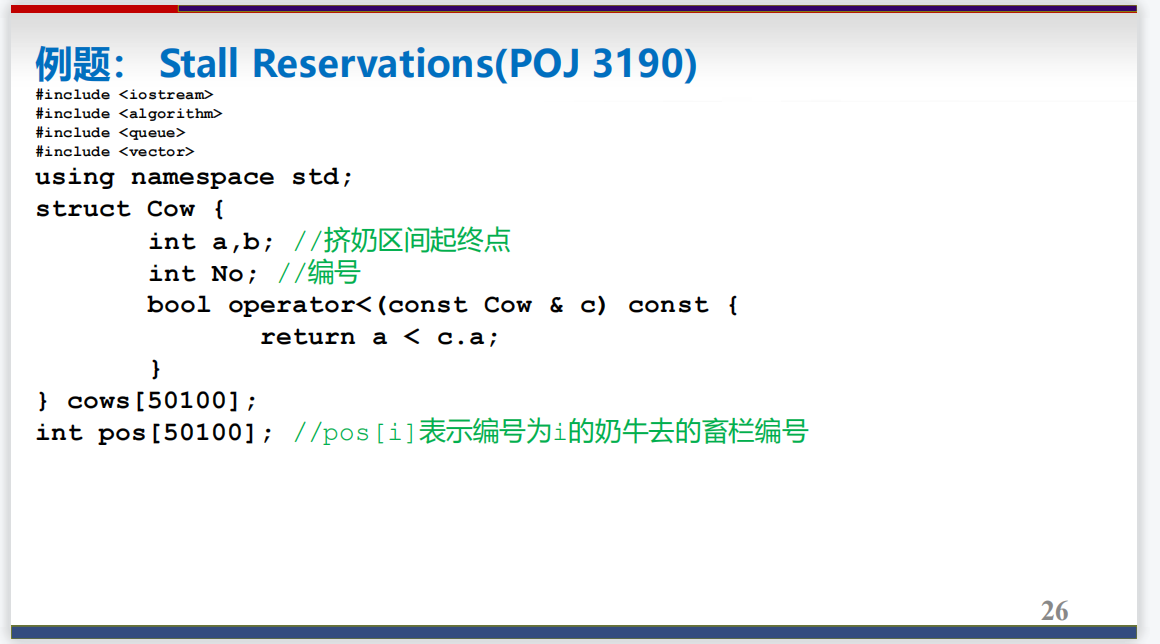 例题： Stall Reservations(POJ 3190)
#include <iostream>
#include <algorithm>
#include <queue>
#include <vector>
using namespace std;
struct Cow {
int a,b; //挤奶区间起终点
int No; //编号
bool operator<(const Cow & c) const {
return a < c.a;
}
} cows[50100];
int pos[50100]; //pos[i]表示编号为i的奶牛去的畜栏编号
26